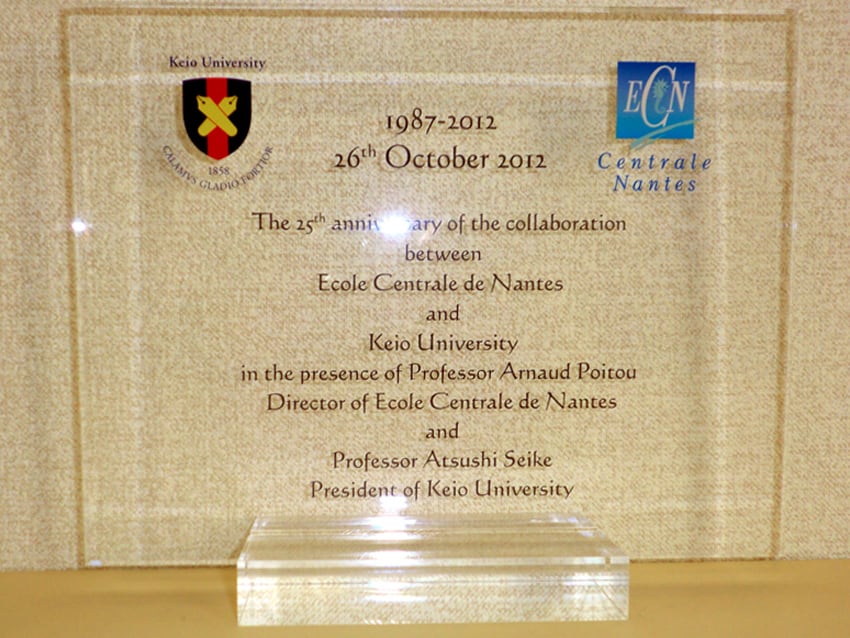 Keio University
1858
CALAMVS GLADIO FORTIOR
ECN
Centrale
Nantes
1987-2012
26th October 2012
The 25th anniversary of the collaboration
between
Ecole Centrale de Nantes
and
Keio University
in the presence of Professor Arnaud Poitou
Director of Ecole Centrale de Nantes
and
Professor Atsushi Seike
President of Keio University